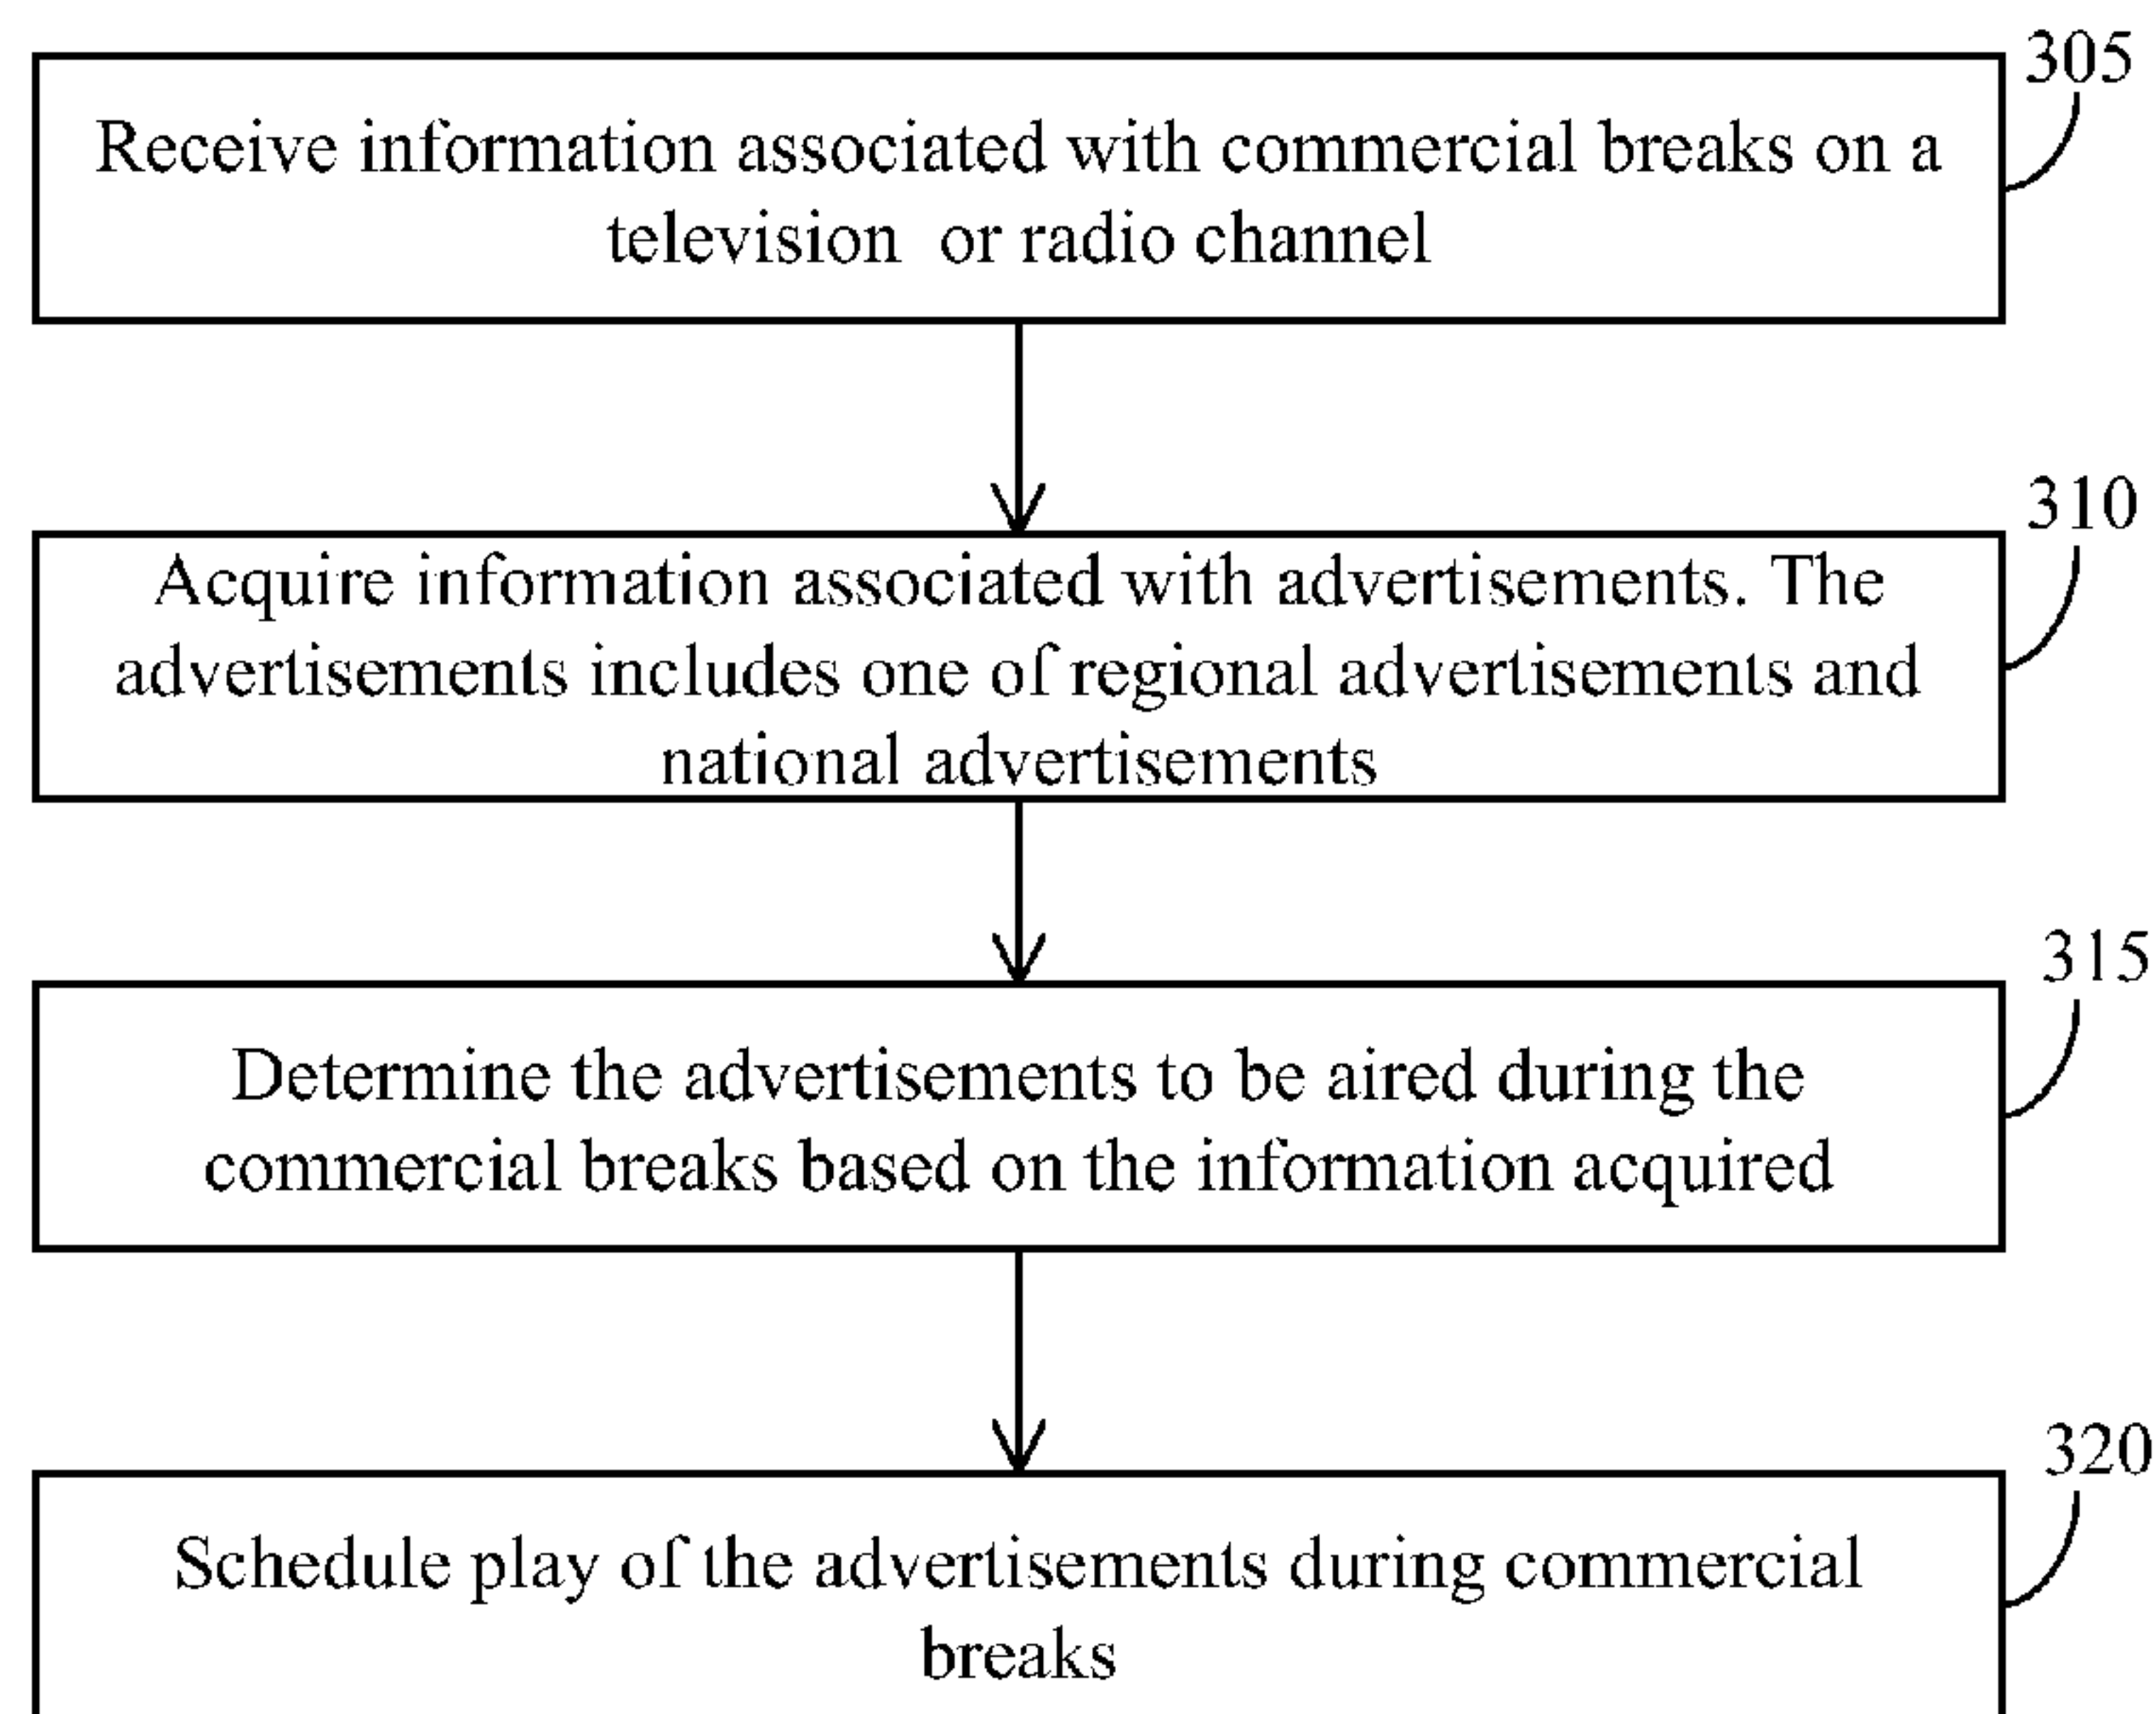 305
Receive information associated with commercial breaks on a
television or radio channel
310
Acquire information associated with advertisements. The
advertisements includes one of regional advertisements and
national advertisements
315
Determine the advertisements to be aired during the
commercial breaks based on the information acquired
320
Schedule play of the advertisements during commercial
breaks